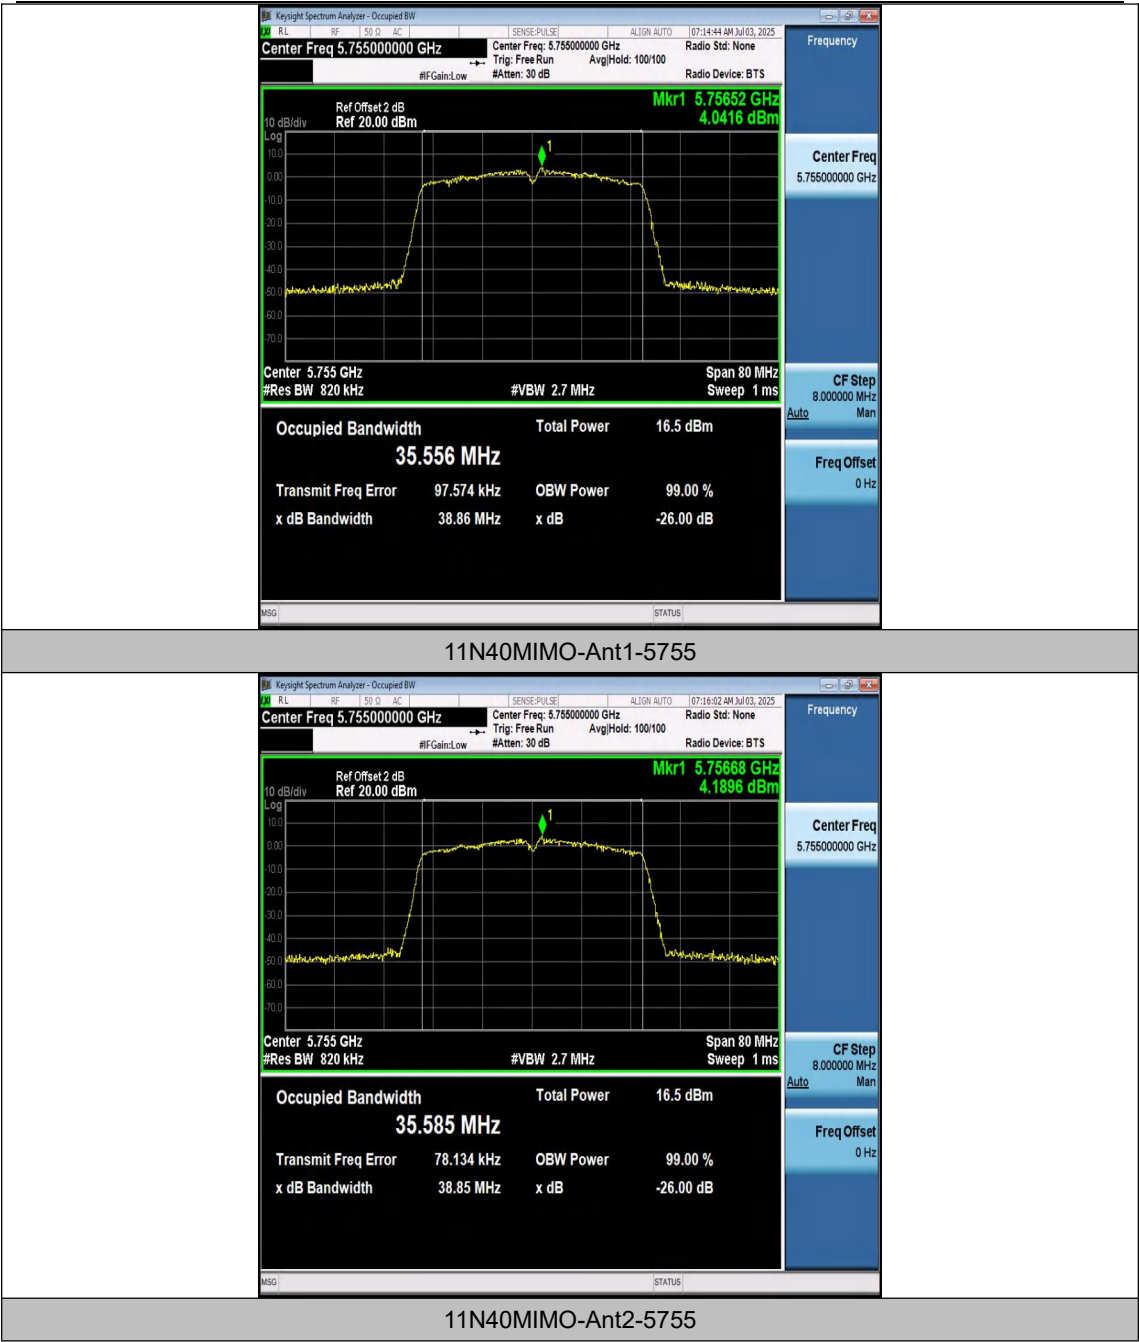 Keysight Spectrum Analyzer - Occupied BW
RL RF 50 Ω AC SENSE:PULSE ALIGN AUTO 07:14:44 AM Jul 03, 2025
Center Freq 5.755000000 GHz
Center Freq: 5.755000000 GHz Radio Std: None
Trig: Free Run Avg|Hold: 100/100
#IFGain:Low #Atten: 30 dB Radio Device: BTS
Frequency
Mkr1 5.75652 GHz
4.0416 dBm
Ref Offset 2 dB
10 dB/div Ref 20.00 dBm
Log
10.0
0.00
-10.0
-20.0
-30.0
-40.0
-50.0
-60.0
-70.0
1
Center 5.755 GHz Span 80 MHz
#Res BW 820 kHz #VBW 2.7 MHz Sweep 1 ms
Center Freq
5.755000000 GHz
CF Step
8.000000 MHz
Auto Man
Freq Offset
0 Hz
Occupied Bandwidth Total Power 16.5 dBm
35.556 MHz
Transmit Freq Error 97.574 kHz OBW Power 99.00 %
x dB Bandwidth 38.86 MHz x dB -26.00 dB
MSG STATUS
11N40MIMO-Ant1-5755
Keysight Spectrum Analyzer - Occupied BW
RL RF 50 Ω AC SENSE:PULSE ALIGN AUTO 07:16:02 AM Jul 03, 2025
Center Freq 5.755000000 GHz
Center Freq: 5.755000000 GHz Radio Std: None
Trig: Free Run Avg|Hold: 100/100
#IFGain:Low #Atten: 30 dB Radio Device: BTS
Frequency
Mkr1 5.75668 GHz
4.1896 dBm
Ref Offset 2 dB
10 dB/div Ref 20.00 dBm
Log
10.0
0.00
-10.0
-20.0
-30.0
-40.0
-50.0
-60.0
-70.0
1
Center 5.755 GHz Span 80 MHz
#Res BW 820 kHz #VBW 2.7 MHz Sweep 1 ms
Center Freq
5.755000000 GHz
CF Step
8.000000 MHz
Auto Man
Freq Offset
0 Hz
Occupied Bandwidth Total Power 16.5 dBm
35.585 MHz
Transmit Freq Error 78.134 kHz OBW Power 99.00 %
x dB Bandwidth 38.85 MHz x dB -26.00 dB
MSG STATUS
11N40MIMO-Ant2-5755